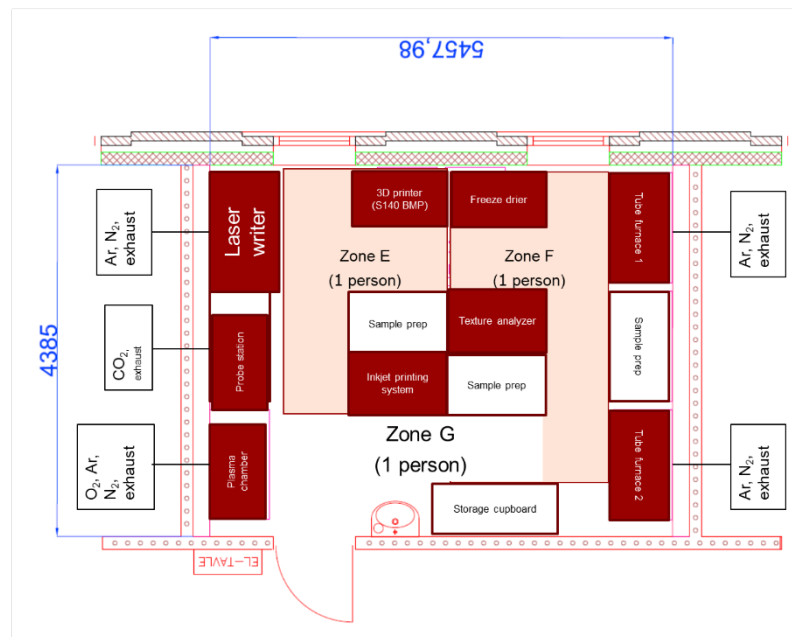 5457,98
3D printer
(S140 BMP)
Freeze drier
Laser
writer
Tube furnace 1
Ar, N₂,
exhaust
Ar, N₂,
exhaust
Zone E
(1 person)
Zone F
(1 person)
4385
CO₂,
exhaust
Probe station
Sample prep
Texture analyzer
Sample prep
Inkjet printing
system
Sample prep
O₂, Ar,
N₂,
exhaust
Plasma
chamber
Zone G
(1 person)
Tube furnace 2
Ar, N₂,
exhaust
Storage cupboard
EL-TAVLE